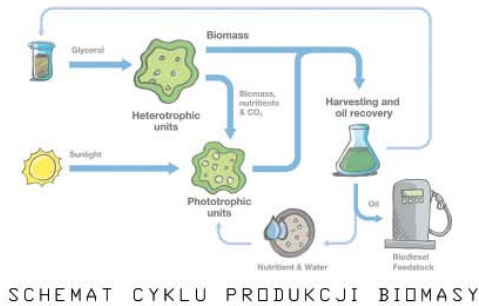 Glycerol
Biomass
Heterotrophic
units
Biomass,
nutritients
& CO₂
Harvesting and
oil recovery
Sunlight
Phototrophic
units
Oil
Nutritient & Water
Biodiesel
Feedstock
SCHEMAT CYKLU PRODUKCJI BIOMASY